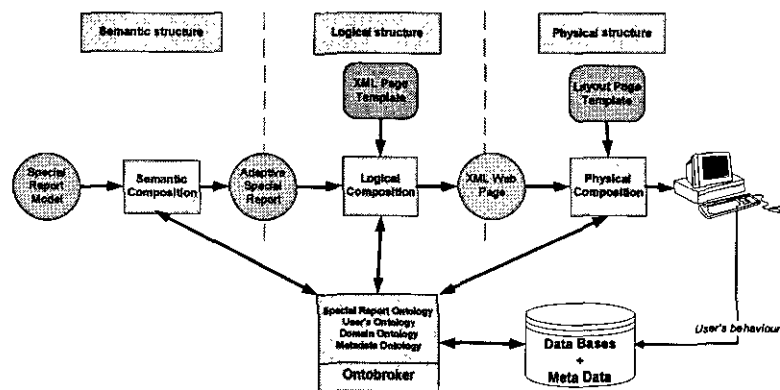 Semantic structure
Logical structure
Physical structure
XML Page
Template
Layout Page
Template
Special
Report
Model
Semantic
Composition
Adaptive
Special
Report
Logical
Composition
XML Web
Page
Physical
Composition
Special Report Ontology
User's Ontology
Domain Ontology
Metadata Ontology
Ontobroker
Data Bases
+
Meta Data
User's behaviour